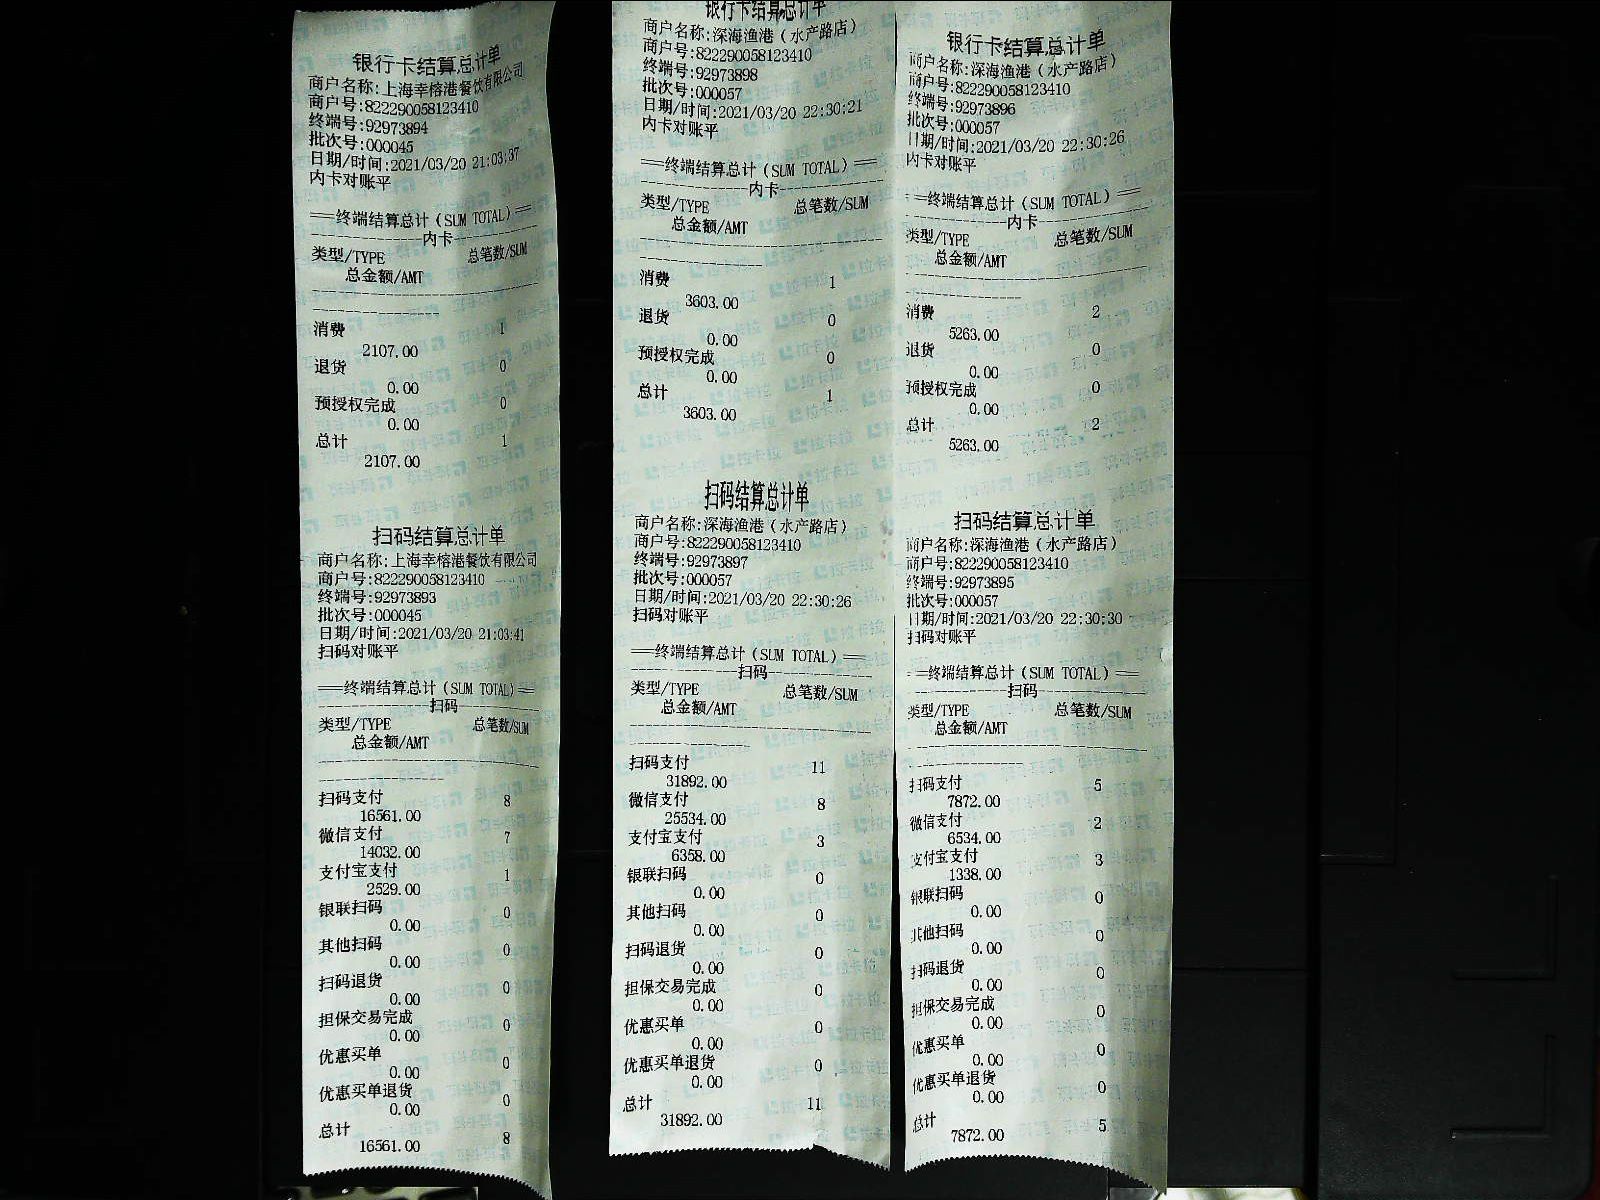 银行卡结算总计单
商户名称:上海幸榕港餐饮有限公司
商户号:822290058123410
终端号:92973894
批次号:000045
日期/时间:2021/03/20 21:03:37
内卡对账平
==终端结算总计(SUM TOTAL)==
内卡
类型/TYPE 总笔数/SUM
总金额/AMT
消费 1
2107.00
退货 0
0.00
预授权完成 0
0.00
总计 1
2107.00
扫码结算总计单
商户名称:上海幸榕港餐饮有限公司
商户号:822290058123410
终端号:92973893
批次号:000045
日期/时间:2021/03/20 21:03:41
扫码对账平
==终端结算总计(SUM TOTAL)==
扫码
类型/TYPE 总笔数/SUM
总金额/AMT
扫码支付 8
16561.00
微信支付 7
14032.00
支付宝支付 1
2529.00
银联扫码 0
0.00
其他扫码 0
0.00
扫码退货 0
0.00
担保交易完成 0
0.00
优惠买单 0
0.00
优惠买单退货 0
0.00
总计 8
16561.00
银行卡结算总计单
商户名称:深海渔港(水产路店)
商户号:822290058123410
终端号:92973898
批次号:000057
日期/时间:2021/03/20 22:30:21
内卡对账平
==终端结算总计(SUM TOTAL)==
内卡
类型/TYPE 总笔数/SUM
总金额/AMT
消费 1
3603.00
退货 0
0.00
预授权完成 0
0.00
总计 1
3603.00
扫码结算总计单
商户名称:深海渔港(水产路店)
商户号:822290058123410
终端号:92973897
批次号:000057
日期/时间:2021/03/20 22:30:26
扫码对账平
==终端结算总计(SUM TOTAL)==
扫码
类型/TYPE 总笔数/SUM
总金额/AMT
扫码支付 11
31892.00
微信支付 8
25534.00
支付宝支付 3
6358.00
银联扫码 0
0.00
其他扫码 0
0.00
扫码退货 0
0.00
担保交易完成 0
0.00
优惠买单 0
0.00
优惠买单退货 0
0.00
总计 11
31892.00
银行卡结算总计单
商户名称:深海渔港(水产路店)
商户号:822290058123410
终端号:92973896
批次号:000057
日期/时间:2021/03/20 22:30:26
内卡对账平
==终端结算总计(SUM TOTAL)==
内卡
类型/TYPE 总笔数/SUM
总金额/AMT
消费 2
5263.00
退货 0
0.00
预授权完成 0
0.00
总计 2
5263.00
扫码结算总计单
商户名称:深海渔港(水产路店)
商户号:822290058123410
终端号:92973895
批次号:000057
日期/时间:2021/03/20 22:30:30
扫码对账平
==终端结算总计(SUM TOTAL)==
扫码
类型/TYPE 总笔数/SUM
总金额/AMT
扫码支付 5
7872.00
微信支付 2
6534.00
支付宝支付 3
1338.00
银联扫码 0
0.00
其他扫码 0
0.00
扫码退货 0
0.00
担保交易完成 0
0.00
优惠买单 0
0.00
优惠买单退货 0
0.00
总计 5
7872.00